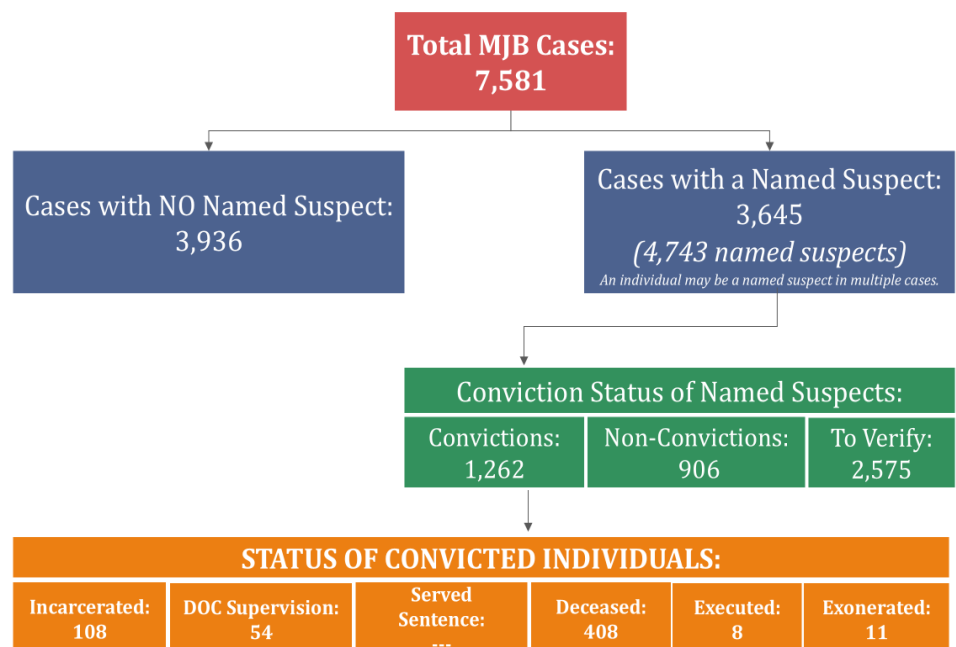 Total MJB Cases:
7,581
Cases with NO Named Suspect:
3,936
Cases with a Named Suspect:
3,645
(4,743 named suspects)
An individual may be a named suspect in multiple cases.
Conviction Status of Named Suspects:
Convictions:
1,262
Non-Convictions:
906
To Verify:
2,575
STATUS OF CONVICTED INDIVIDUALS:
Incarcerated:
108
DOC Supervision:
54
Served
Sentence:
---
Deceased:
408
Executed:
8
Exonerated:
11